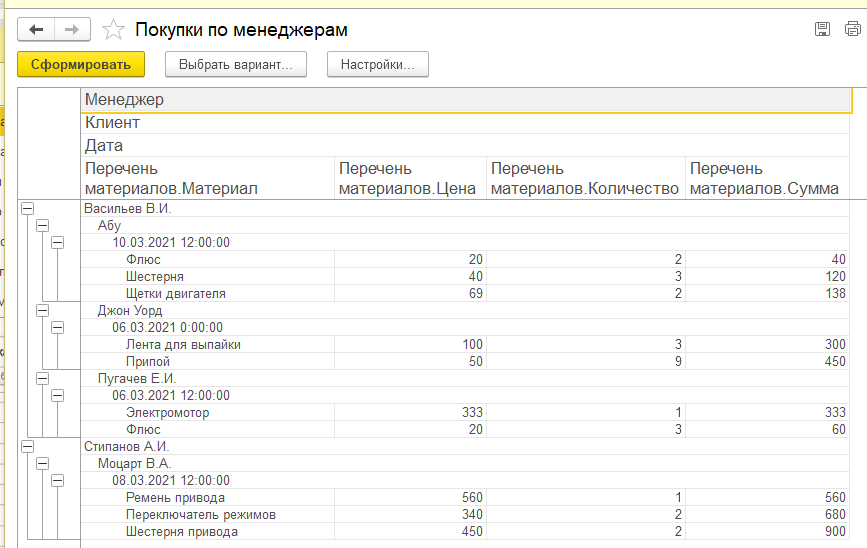 Покупки по менеджерам
Сформировать Выбрать вариант... Настройки...
Менеджер
Клиент
Дата
Перечень Перечень Перечень Перечень
материалов.Материал материалов.Цена материалов.Количество материалов.Сумма
Васильев В.И.
Абу
10.03.2021 12:00:00
Флюс 20 2 40
Шестерня 40 3 120
Щетки двигателя 69 2 138
Джон Уорд
06.03.2021 0:00:00
Лента для выпайки 100 3 300
Припой 50 9 450
Пугачев Е.И.
06.03.2021 12:00:00
Электромотор 333 1 333
Флюс 20 3 60
Стипанов А.И.
Моцарт В.А.
08.03.2021 12:00:00
Ремень привода 560 1 560
Переключатель режимов 340 2 680
Шестерня привода 450 2 900